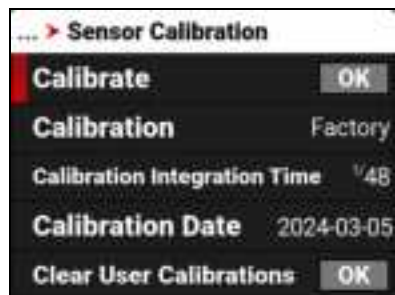 ... > Sensor Calibration
Calibrate OK
Calibration Factory
Calibration Integration Time 1/48
Calibration Date 2024-03-05
Clear User Calibrations OK